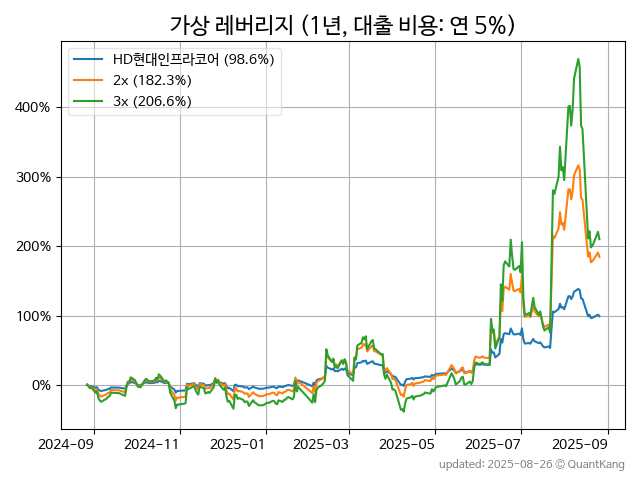 가상 레버리지 (1년, 대출 비용: 연 5%)
HD현대인프라코어 (98.6%)
2x (182.3%)
3x (206.6%)
400%
300%
200%
100%
0%
2024-09 2024-11 2025-01 2025-03 2025-05 2025-07 2025-09
updated: 2025-08-26 © QuantKang